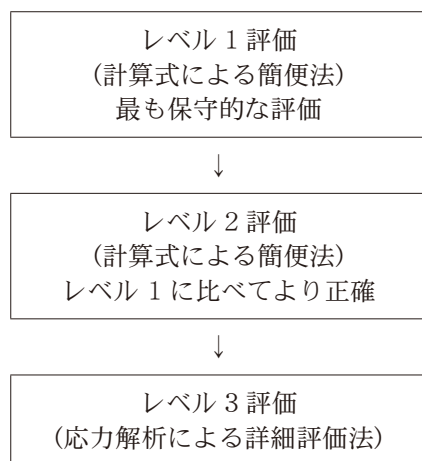 レベル 1 評価
(計算式による簡便法)
最も保守的な評価
↓
レベル 2 評価
(計算式による簡便法)
レベル 1 に比べてより正確
↓
レベル 3 評価
(応力解析による詳細評価法)